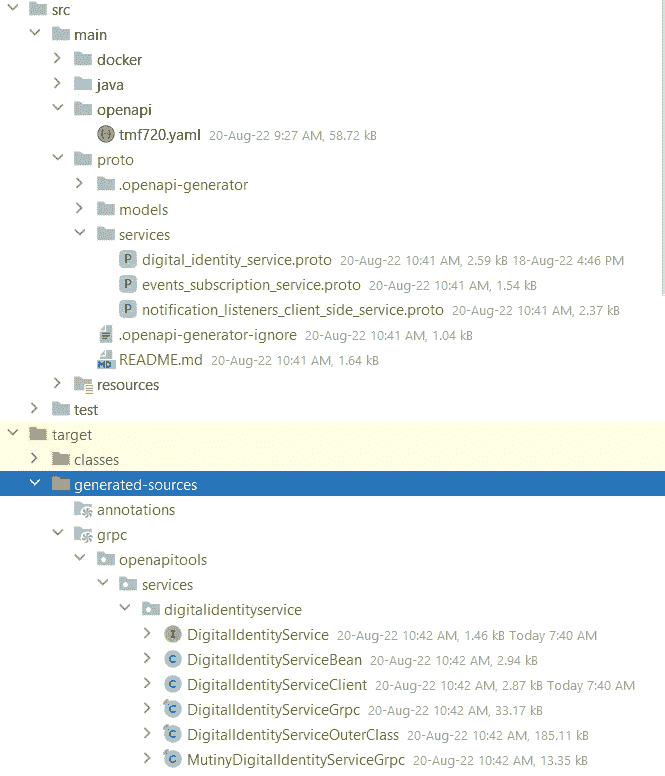 src
main
docker
java
openapi
tmf720.yaml 20-Aug-22 9:27 AM, 58.72 kB
proto
.openapi-generator
models
services
digital_identity_service.proto 20-Aug-22 10:41 AM, 2.59 kB 18-Aug-22 4:46 PM
events_subscription_service.proto 20-Aug-22 10:41 AM, 1.54 kB
notification_listeners_client_side_service.proto 20-Aug-22 10:41 AM, 2.37 kB
.openapi-generator-ignore 20-Aug-22 10:41 AM, 1.04 kB
README.md 20-Aug-22 10:41 AM, 1.64 kB
resources
test
target
classes
generated-sources
annotations
grpc
openapitools
services
digitalidentityservice
DigitalIdentityService 20-Aug-22 10:42 AM, 1.46 kB Today 7:40 AM
DigitalIdentityServiceBean 20-Aug-22 10:42 AM, 2.94 kB
DigitalIdentityServiceClient 20-Aug-22 10:42 AM, 2.87 kB Today 7:40 AM
DigitalIdentityServiceGrpc 20-Aug-22 10:42 AM, 33.17 kB
DigitalIdentityServiceOuterClass 20-Aug-22 10:42 AM, 185.11 kB
MutinyDigitalIdentityServiceGrpc 20-Aug-22 10:42 AM, 13.35 kB